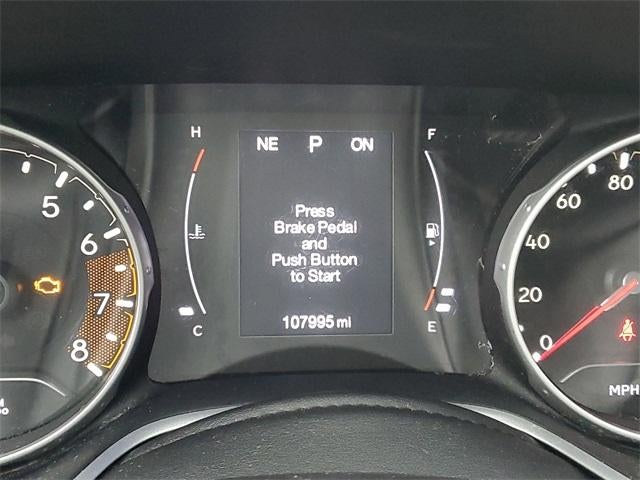 NE P ON
H
F
5
6
7
8
Press
Brake Pedal
and
Push Button
to Start
C
E
107995 mi
80
60
40
20
0
MPH